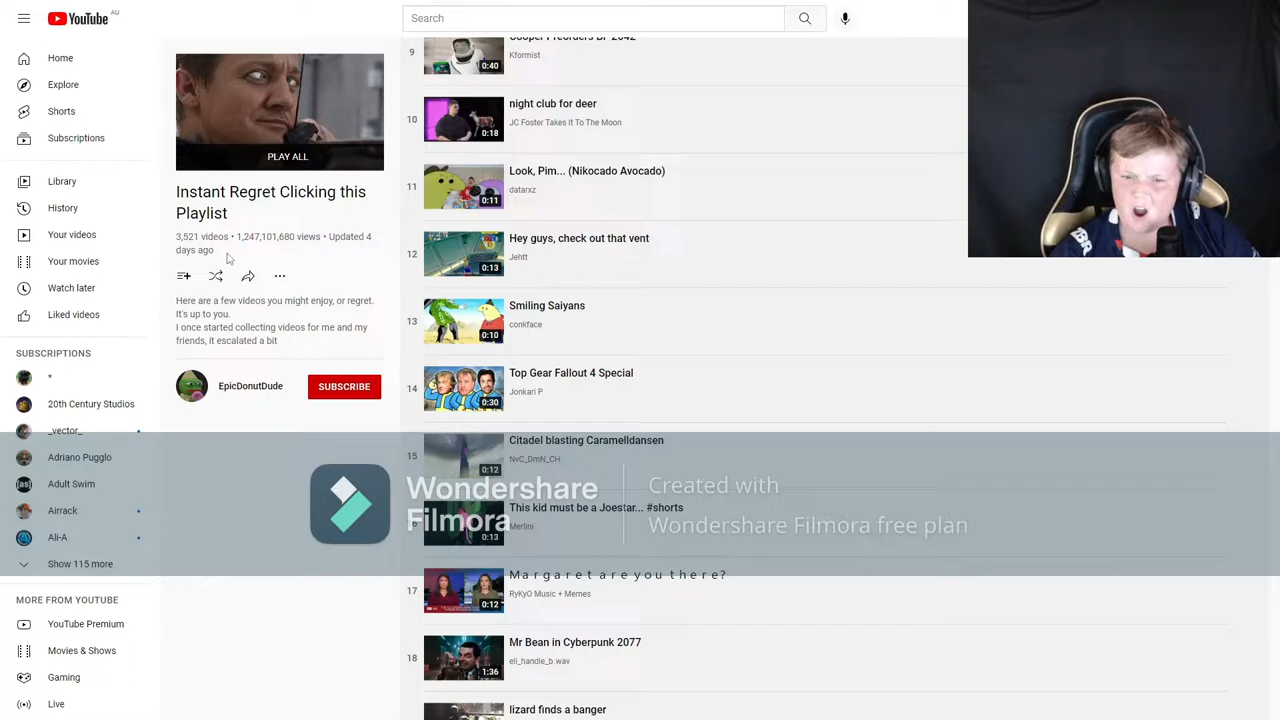 YouTube AU
Search
Home
Explore
Shorts
Subscriptions
Library
History
Your videos
Your movies
Watch later
Liked videos
SUBSCRIPTIONS
*
20th Century Studios
_vector_
Adriano Pugglo
Adult Swim
[as]
Airrack
Ali-A
Show 115 more
MORE FROM YOUTUBE
YouTube Premium
Movies & Shows
Gaming
Live
PLAY ALL
Instant Regret Clicking this
Playlist
3,521 videos • 1,247,101,680 views • Updated 4
days ago
Here are a few videos you might enjoy, or regret.
It's up to you.
I once started collecting videos for me and my
friends, it escalated a bit
EpicDonutDude
SUBSCRIBE
9
Cooper Preorders BF 2042
Kformist
0:40
10
night club for deer
JC Foster Takes It To The Moon
0:18
11
Look, Pim... (Nikocado Avocado)
datarxz
0:11
12
Hey guys, check out that vent
Jehtt
0:13
13
Smiling Saiyans
conkface
0:10
14
Top Gear Fallout 4 Special
Jonkari P
0:30
15
Citadel blasting Caramelldansen
NvC_DmN_CH
0:12
This kid must be a Joestar... #shorts
Merlini
0:13
17
Margaret are you there?
RyKyO Music + Memes
0:12
18
Mr Bean in Cyberpunk 2077
eli_handle_b.wav
1:36
lizard finds a banger
Wondershare
Filmora
Created with
Wondershare Filmora free plan